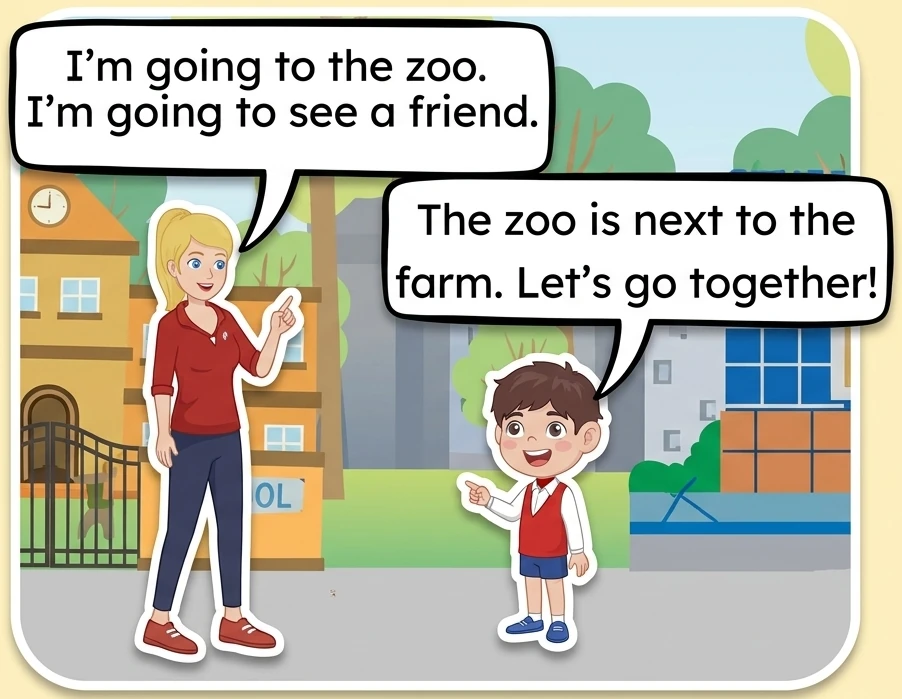 I'm going to the zoo.
I'm going to see a friend.
The zoo is next to the
farm. Let's go together!
OL